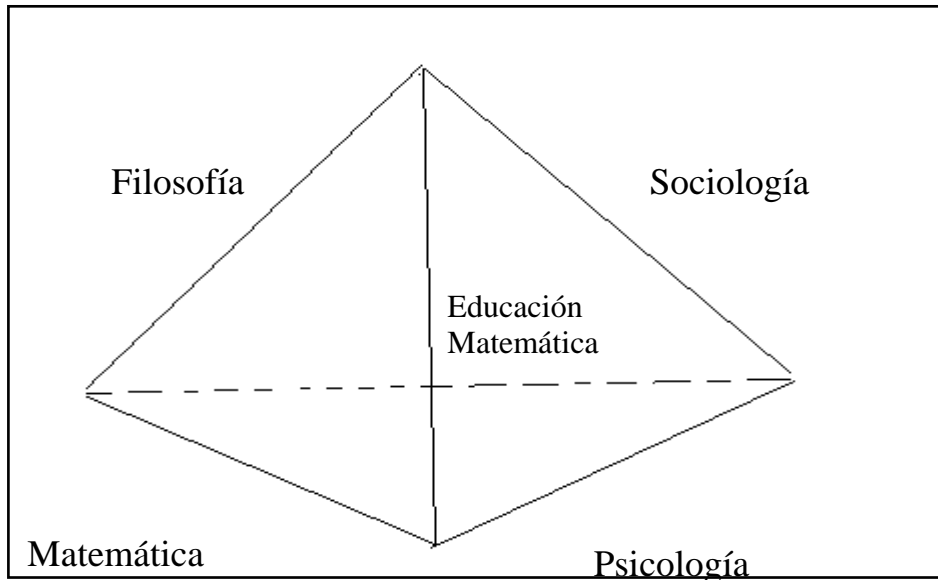 Filosofía
Sociología
Educación
Matemática
Matemática
Psicología